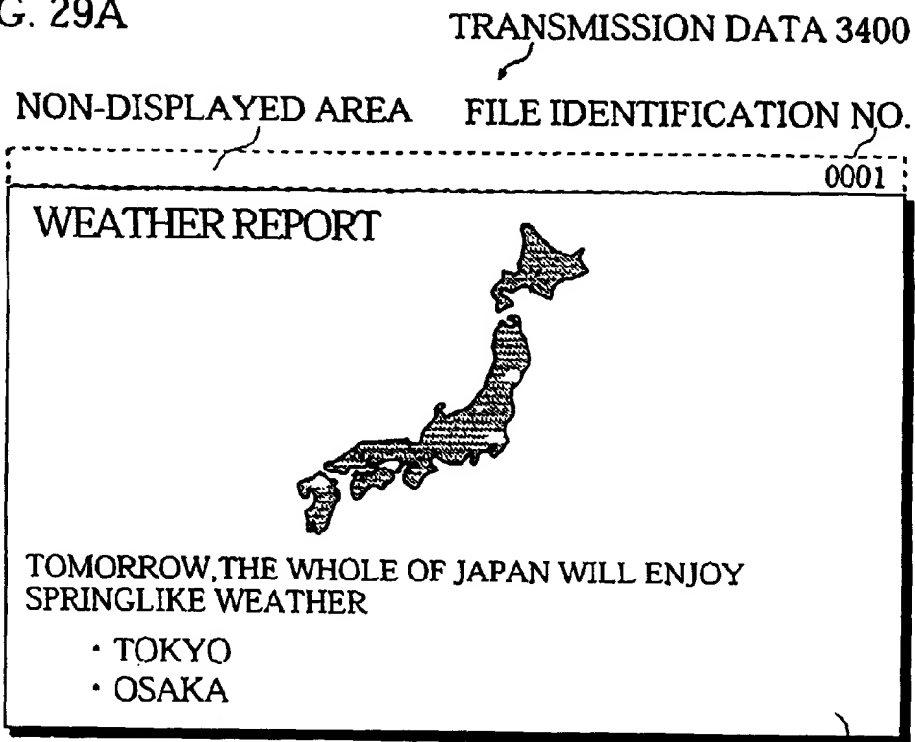 G. 29A
TRANSMISSION DATA 3400
NON-DISPLAYED AREA
FILE IDENTIFICATION NO.
0001
WEATHER REPORT
TOMORROW,THE WHOLE OF JAPAN WILL ENJOY
SPRINGLIKE WEATHER
· TOKYO
· OSAKA